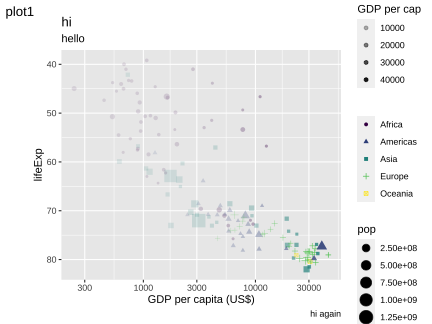 plot1
hi
hello
lifeExp
40
50
60
70
80
300
1000
3000
10000
30000
GDP per capita (US$)
hi again
GDP per cap
10000
20000
30000
40000
Africa
Americas
Asia
Europe
Oceania
pop
2.50e+08
5.00e+08
7.50e+08
1.00e+09
1.25e+09